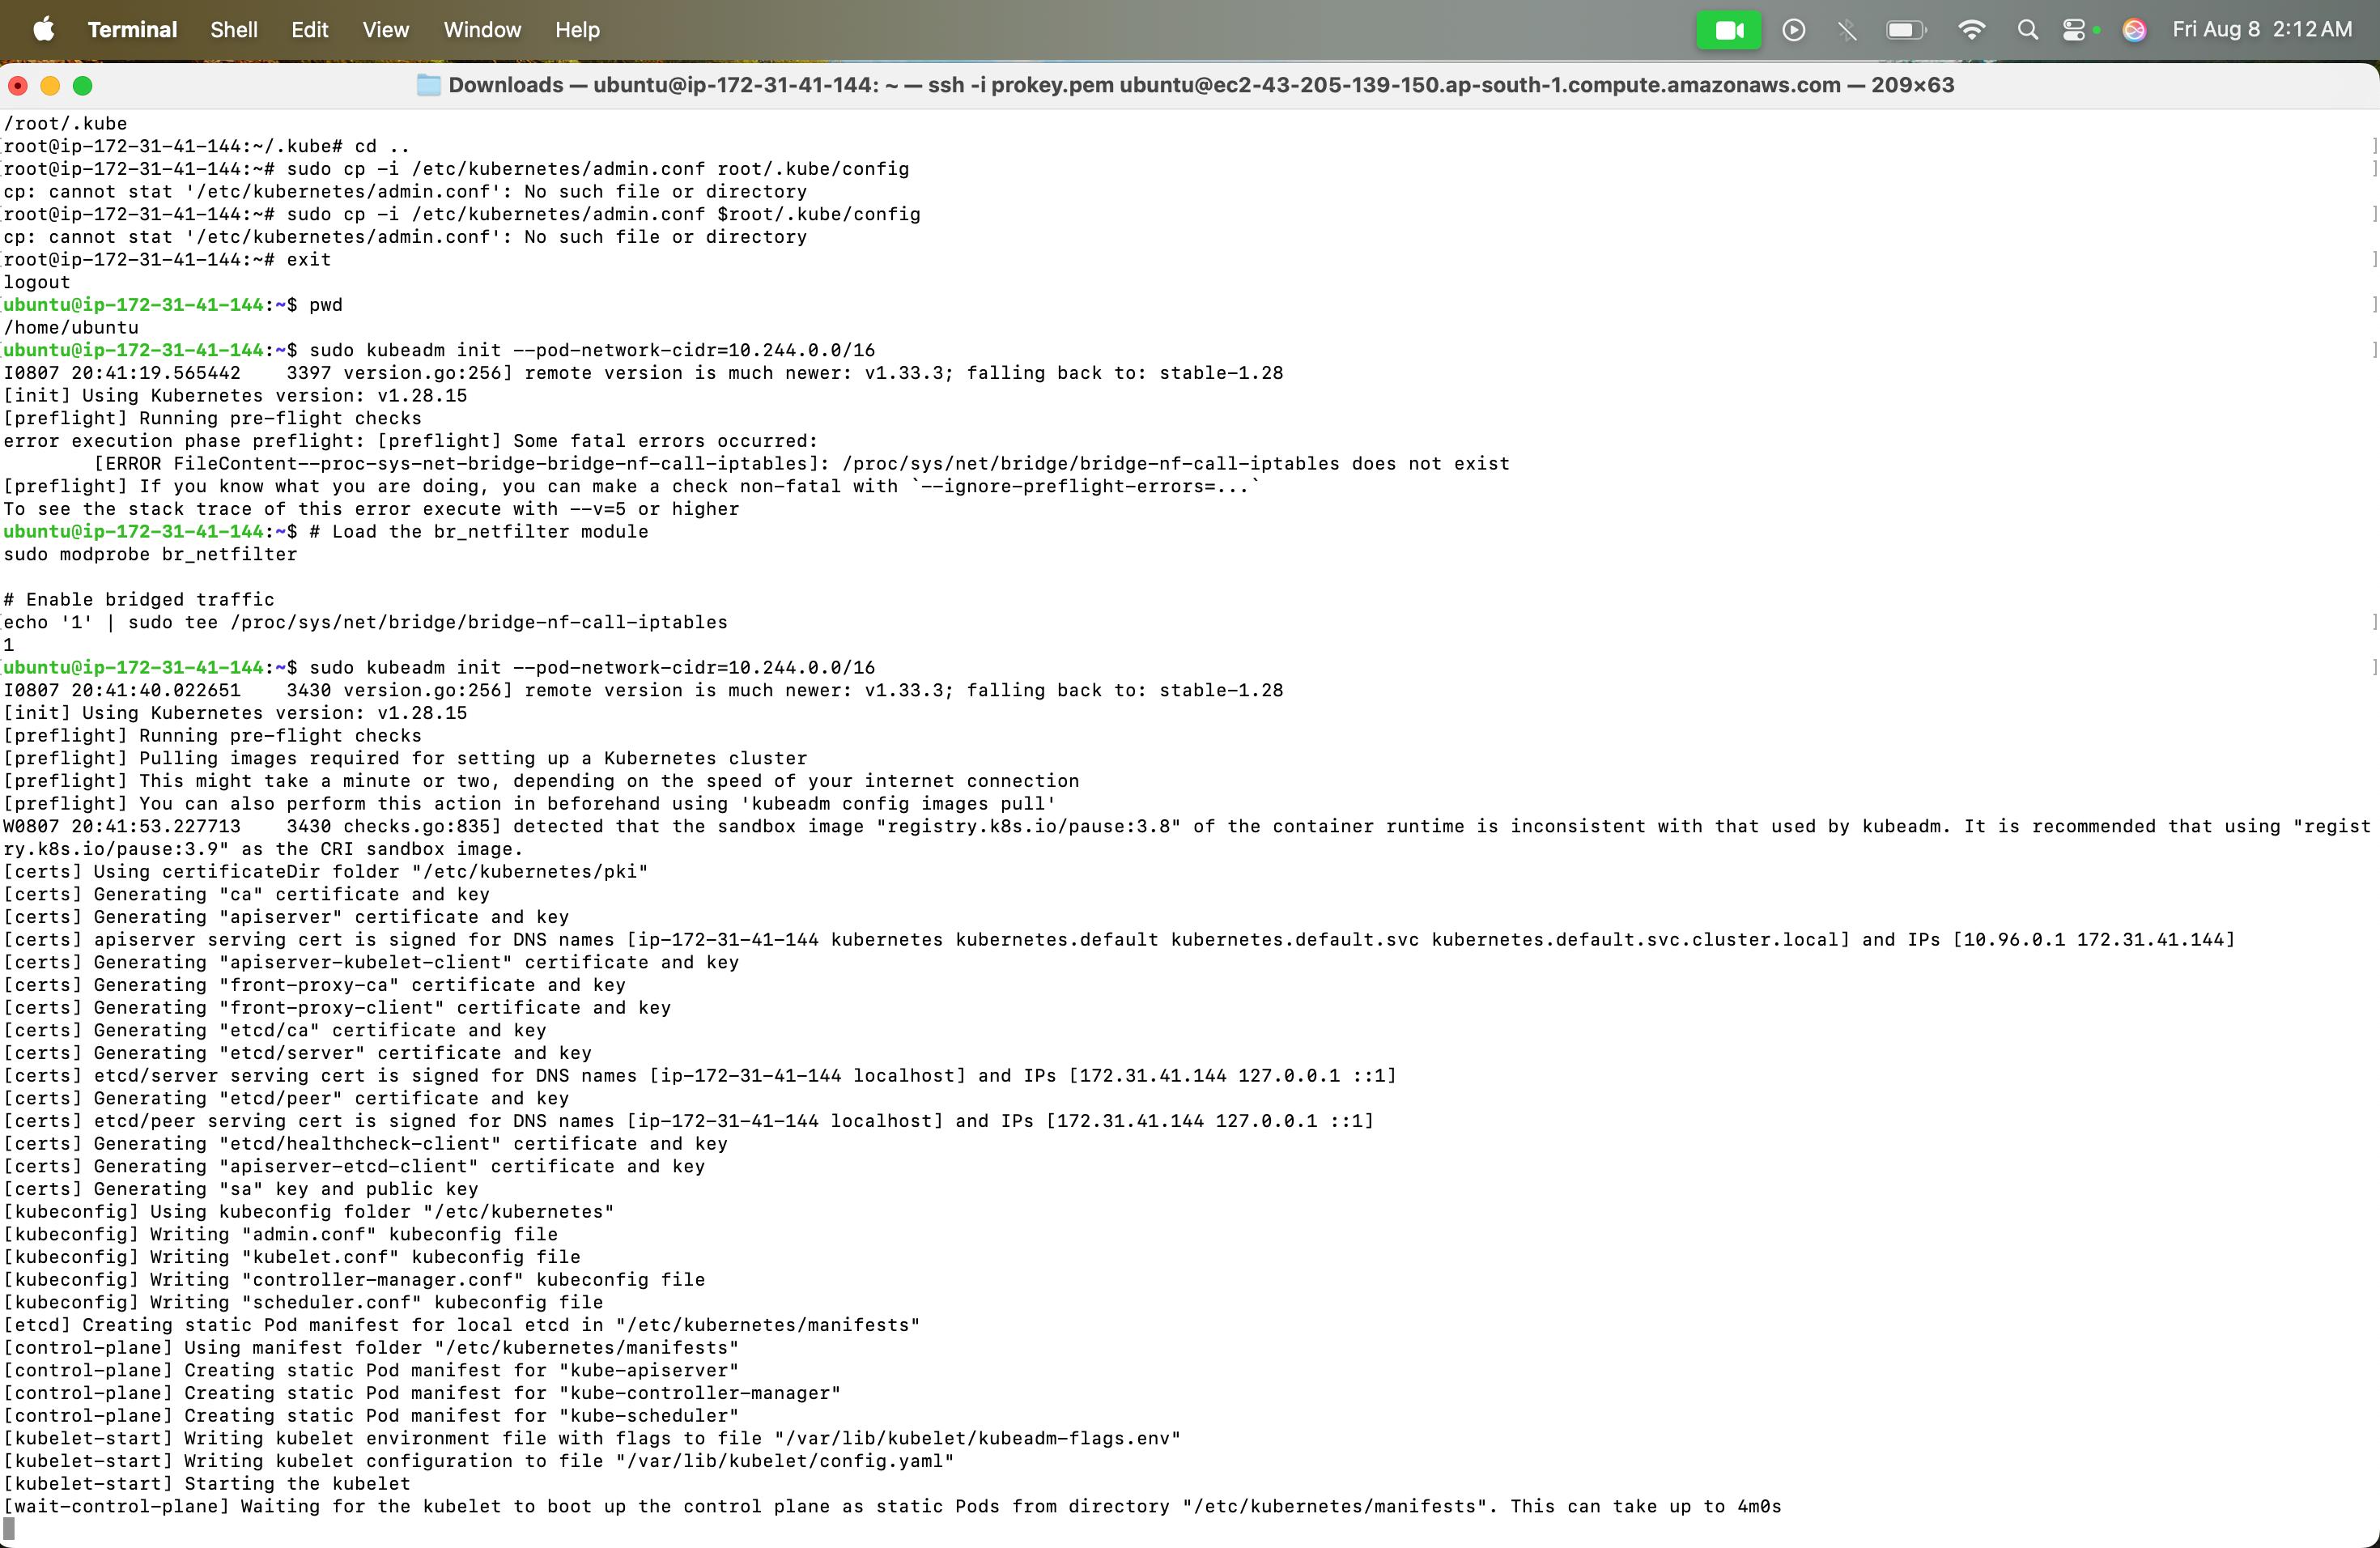 Terminal Shell Edit View Window Help Fri Aug 8 2:12 AM
Downloads — ubuntu@ip-172-31-41-144: ~ — ssh -i prokey.pem ubuntu@ec2-43-205-139-150.ap-south-1.compute.amazonaws.com — 209×63
/root/.kube
[root@ip-172-31-41-144:~/.kube# cd .. ]
[root@ip-172-31-41-144:~# sudo cp -i /etc/kubernetes/admin.conf root/.kube/config ]
cp: cannot stat '/etc/kubernetes/admin.conf': No such file or directory
[root@ip-172-31-41-144:~# sudo cp -i /etc/kubernetes/admin.conf $root/.kube/config ]
cp: cannot stat '/etc/kubernetes/admin.conf': No such file or directory
[root@ip-172-31-41-144:~# exit ]
logout
[ubuntu@ip-172-31-41-144:~$ pwd ]
/home/ubuntu
[ubuntu@ip-172-31-41-144:~$ sudo kubeadm init --pod-network-cidr=10.244.0.0/16 ]
I0807 20:41:19.565442    3397 version.go:256] remote version is much newer: v1.33.3; falling back to: stable-1.28
[init] Using Kubernetes version: v1.28.15
[preflight] Running pre-flight checks
error execution phase preflight: [preflight] Some fatal errors occurred:
        [ERROR FileContent--proc-sys-net-bridge-bridge-nf-call-iptables]: /proc/sys/net/bridge/bridge-nf-call-iptables does not exist
[preflight] If you know what you are doing, you can make a check non-fatal with `--ignore-preflight-errors=...`
To see the stack trace of this error execute with --v=5 or higher
ubuntu@ip-172-31-41-144:~$ # Load the br_netfilter module
sudo modprobe br_netfilter
# Enable bridged traffic
[echo '1' | sudo tee /proc/sys/net/bridge/bridge-nf-call-iptables ]
1
[ubuntu@ip-172-31-41-144:~$ sudo kubeadm init --pod-network-cidr=10.244.0.0/16 ]
I0807 20:41:40.022651    3430 version.go:256] remote version is much newer: v1.33.3; falling back to: stable-1.28
[init] Using Kubernetes version: v1.28.15
[preflight] Running pre-flight checks
[preflight] Pulling images required for setting up a Kubernetes cluster
[preflight] This might take a minute or two, depending on the speed of your internet connection
[preflight] You can also perform this action in beforehand using 'kubeadm config images pull'
W0807 20:41:53.227713    3430 checks.go:835] detected that the sandbox image "registry.k8s.io/pause:3.8" of the container runtime is inconsistent with that used by kubeadm. It is recommended that using "regist
ry.k8s.io/pause:3.9" as the CRI sandbox image.
[certs] Using certificateDir folder "/etc/kubernetes/pki"
[certs] Generating "ca" certificate and key
[certs] Generating "apiserver" certificate and key
[certs] apiserver serving cert is signed for DNS names [ip-172-31-41-144 kubernetes kubernetes.default kubernetes.default.svc kubernetes.default.svc.cluster.local] and IPs [10.96.0.1 172.31.41.144]
[certs] Generating "apiserver-kubelet-client" certificate and key
[certs] Generating "front-proxy-ca" certificate and key
[certs] Generating "front-proxy-client" certificate and key
[certs] Generating "etcd/ca" certificate and key
[certs] Generating "etcd/server" certificate and key
[certs] etcd/server serving cert is signed for DNS names [ip-172-31-41-144 localhost] and IPs [172.31.41.144 127.0.0.1 ::1]
[certs] Generating "etcd/peer" certificate and key
[certs] etcd/peer serving cert is signed for DNS names [ip-172-31-41-144 localhost] and IPs [172.31.41.144 127.0.0.1 ::1]
[certs] Generating "etcd/healthcheck-client" certificate and key
[certs] Generating "apiserver-etcd-client" certificate and key
[certs] Generating "sa" key and public key
[kubeconfig] Using kubeconfig folder "/etc/kubernetes"
[kubeconfig] Writing "admin.conf" kubeconfig file
[kubeconfig] Writing "kubelet.conf" kubeconfig file
[kubeconfig] Writing "controller-manager.conf" kubeconfig file
[kubeconfig] Writing "scheduler.conf" kubeconfig file
[etcd] Creating static Pod manifest for local etcd in "/etc/kubernetes/manifests"
[control-plane] Using manifest folder "/etc/kubernetes/manifests"
[control-plane] Creating static Pod manifest for "kube-apiserver"
[control-plane] Creating static Pod manifest for "kube-controller-manager"
[control-plane] Creating static Pod manifest for "kube-scheduler"
[kubelet-start] Writing kubelet environment file with flags to file "/var/lib/kubelet/kubeadm-flags.env"
[kubelet-start] Writing kubelet configuration to file "/var/lib/kubelet/config.yaml"
[kubelet-start] Starting the kubelet
[wait-control-plane] Waiting for the kubelet to boot up the control plane as static Pods from directory "/etc/kubernetes/manifests". This can take up to 4m0s